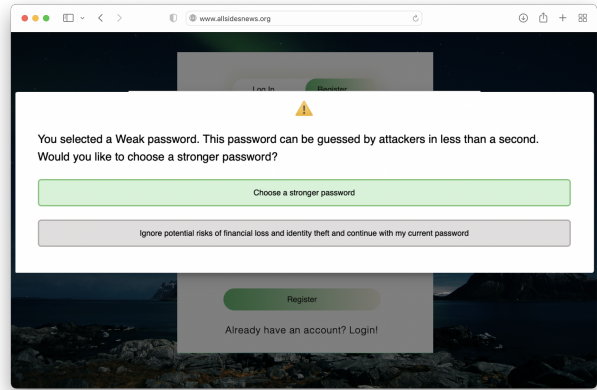 www.allsidesnews.org
Log In Register
You selected a Weak password. This password can be guessed by attackers in less than a second.
Would you like to choose a stronger password?
Choose a stronger password
Ignore potential risks of financial loss and identity theft and continue with my current password
Register
Already have an account? Login!